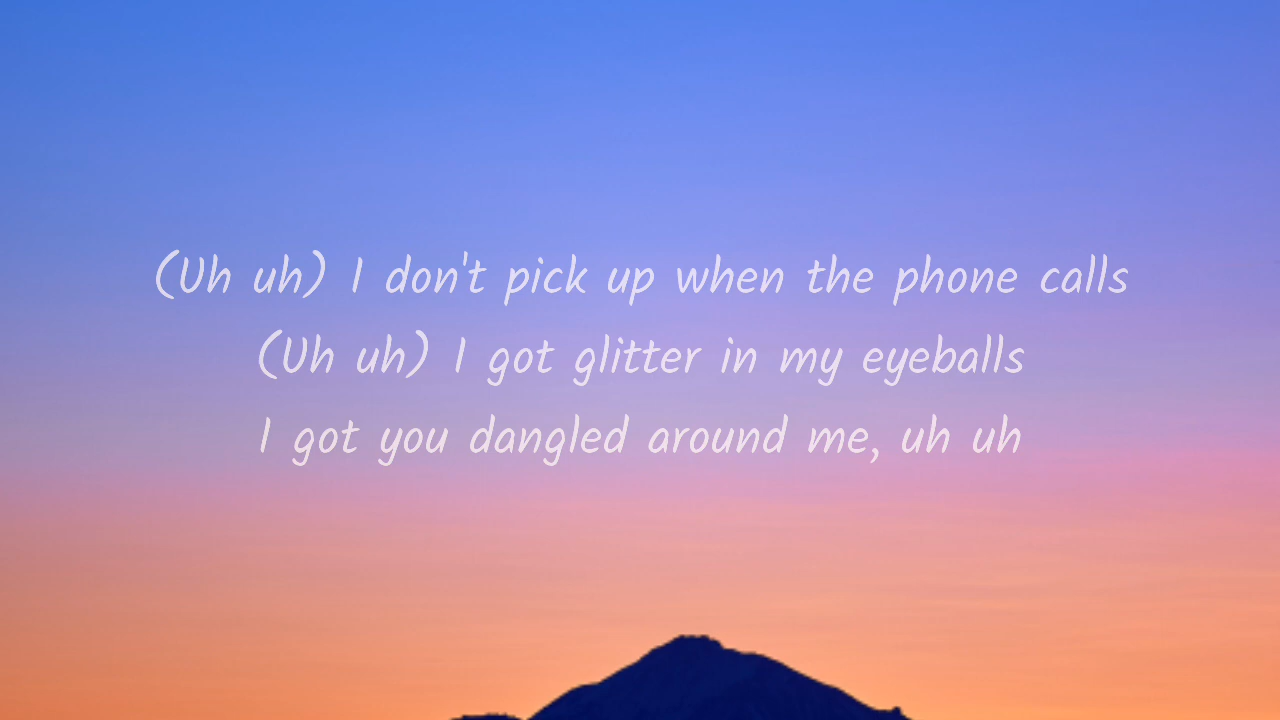 (Uh uh) I don't pick up when the phone calls
(Uh uh) I got glitter in my eyeballs
I got you dangled around me, uh uh